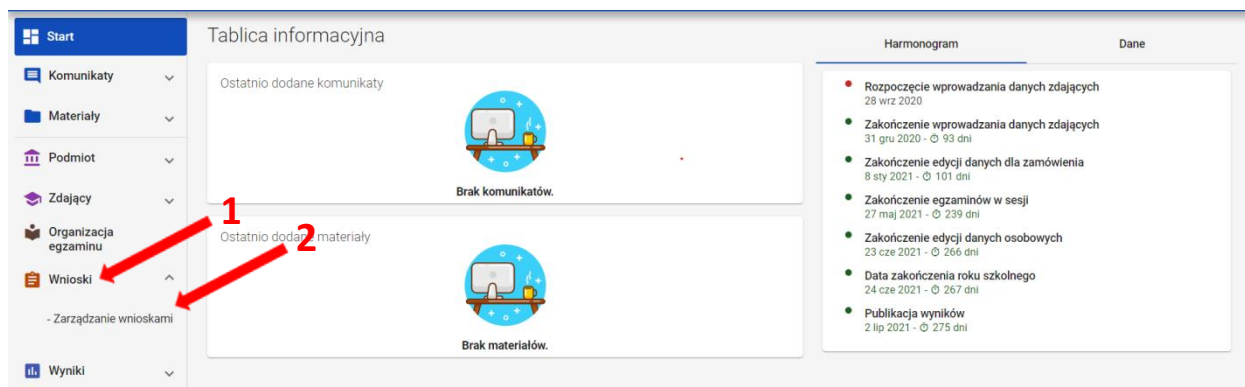 Start
Komunikaty
Materiały
Podmiot
Zdający
Organizacja
egzaminu
Wnioski
- Zarządzanie wnioskami
Wyniki
1
2
Tablica informacyjna
Ostatnio dodane komunikaty
Brak komunikatów.
Ostatnio dodane materiały
Brak materiałów.
Harmonogram
Dane
Rozpoczęcie wprowadzania danych zdających
28 wrz 2020
Zakończenie wprowadzania danych zdających
31 gru 2020 - 93 dni
Zakończenie edycji danych dla zamówienia
8 sty 2021 - 101 dni
Zakończenie egzaminów w sesji
27 maj 2021 - 239 dni
Zakończenie edycji danych osobowych
23 cze 2021 - 266 dni
Data zakończenia roku szkolnego
24 cze 2021 - 267 dni
Publikacja wyników
2 lip 2021 - 275 dni